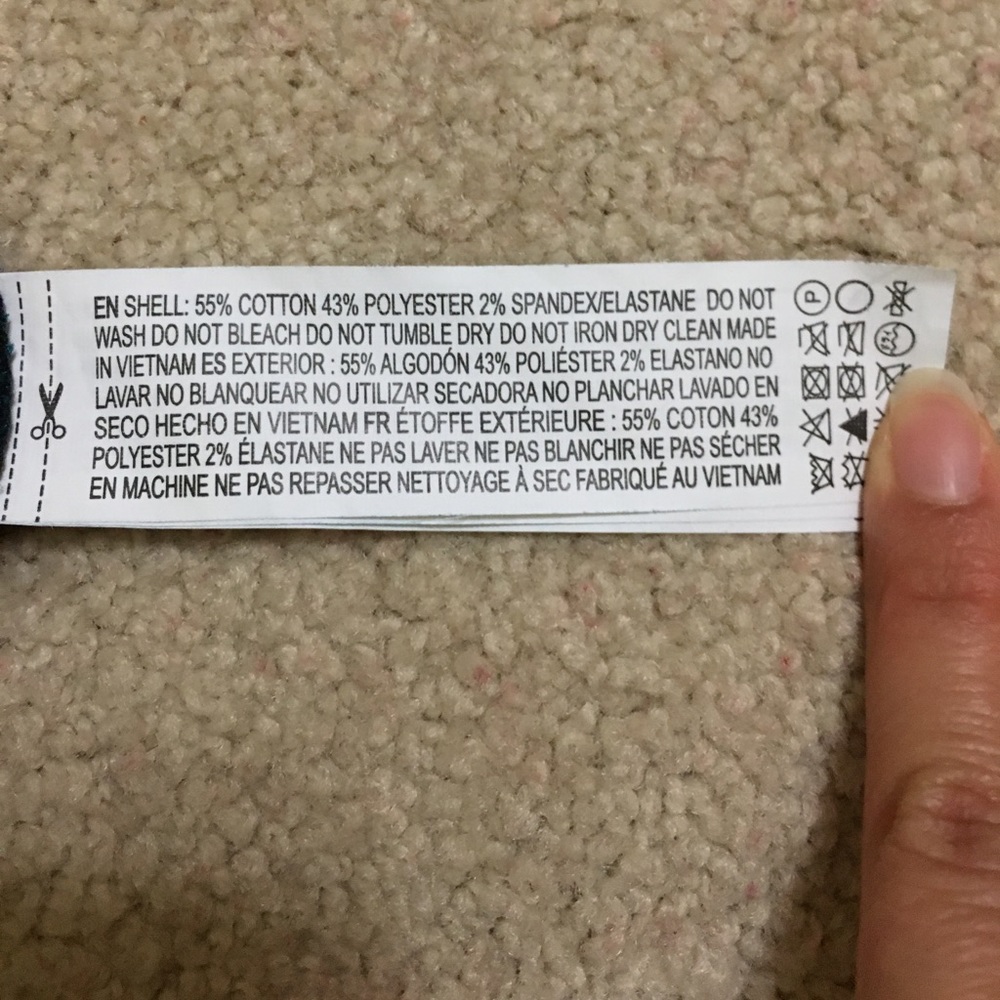 EN SHELL: 55% COTTON 43% POLYESTER 2% SPANDEX/ELASTANE DO NOT
WASH DO NOT BLEACH DO NOT TUMBLE DRY DO NOT IRON DRY CLEAN MADE
IN VIETNAM ES EXTERIOR : 55% ALGODÓN 43% POLIÉSTER 2% ELASTANO NO
LAVAR NO BLANQUEAR NO UTILIZAR SECADORA NO PLANCHAR LAVADO EN
SECO HECHO EN VIETNAM FR ÉTOFFE EXTÉRIEURE : 55% COTON 43%
POLYESTER 2% ÉLASTANE NE PAS LAVER NE PAS BLANCHIR NE PAS SÉCHER
EN MACHINE NE PAS REPASSER NETTOYAGE À SEC FABRIQUÉ AU VIETNAM
P